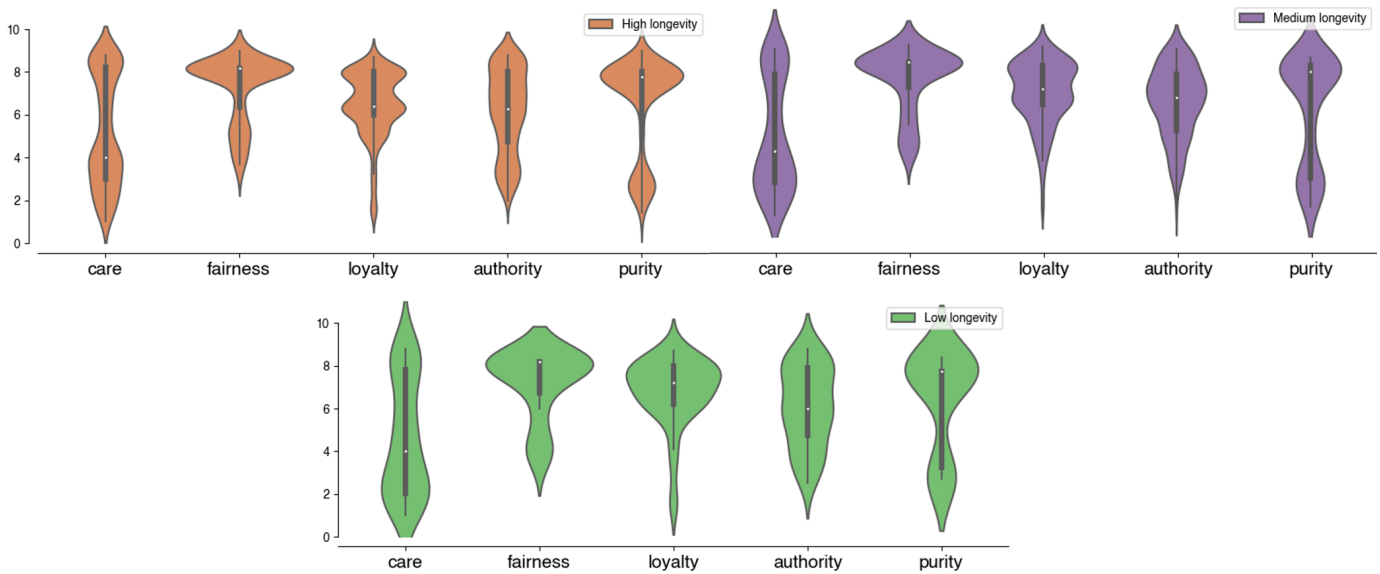 10
8
6
4
2
0
High longevity
care
fairness
loyalty
authority
purity
Medium longevity
care
fairness
loyalty
authority
purity
10
8
6
4
2
0
Low longevity
care
fairness
loyalty
authority
purity